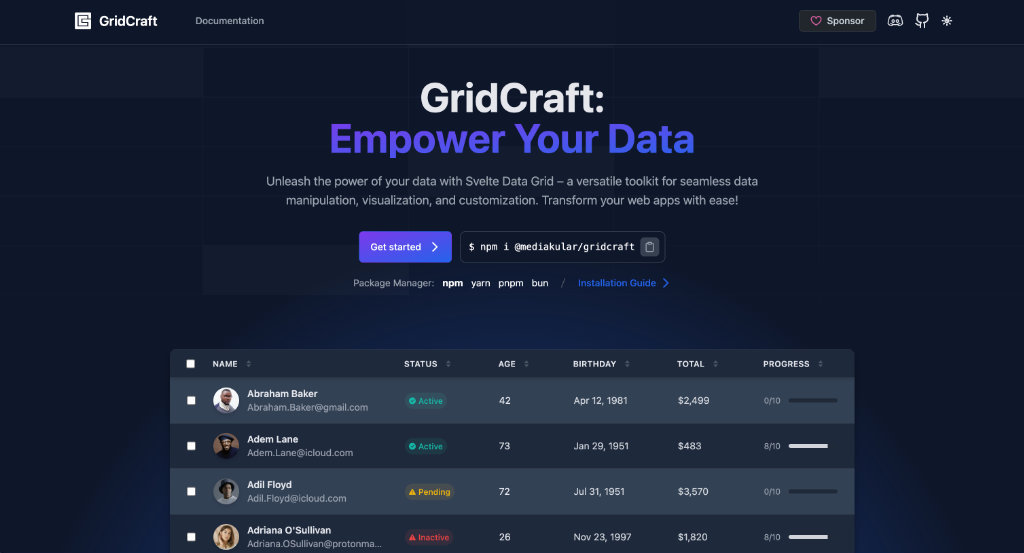 GridCraft Documentation Sponsor
GridCraft:
Empower Your Data
Unleash the power of your data with Svelte Data Grid – a versatile toolkit for seamless data
manipulation, visualization, and customization. Transform your web apps with ease!
Get started $ npm i @mediakular/gridcraft
Package Manager: npm yarn pnpm bun / Installation Guide
NAME STATUS AGE BIRTHDAY TOTAL PROGRESS
Abraham Baker
Abraham.Baker@gmail.com Active 42 Apr 12, 1981 $2,499 0/10
Adem Lane
Adem.Lane@icloud.com Active 73 Jan 29, 1951 $483 8/10
Adil Floyd
Adil.Floyd@icloud.com Pending 72 Jul 31, 1951 $3,570 0/10
Adriana O'Sullivan
Adriana.OSullivan@protonma... Inactive 26 Nov 23, 1997 $1,820 8/10